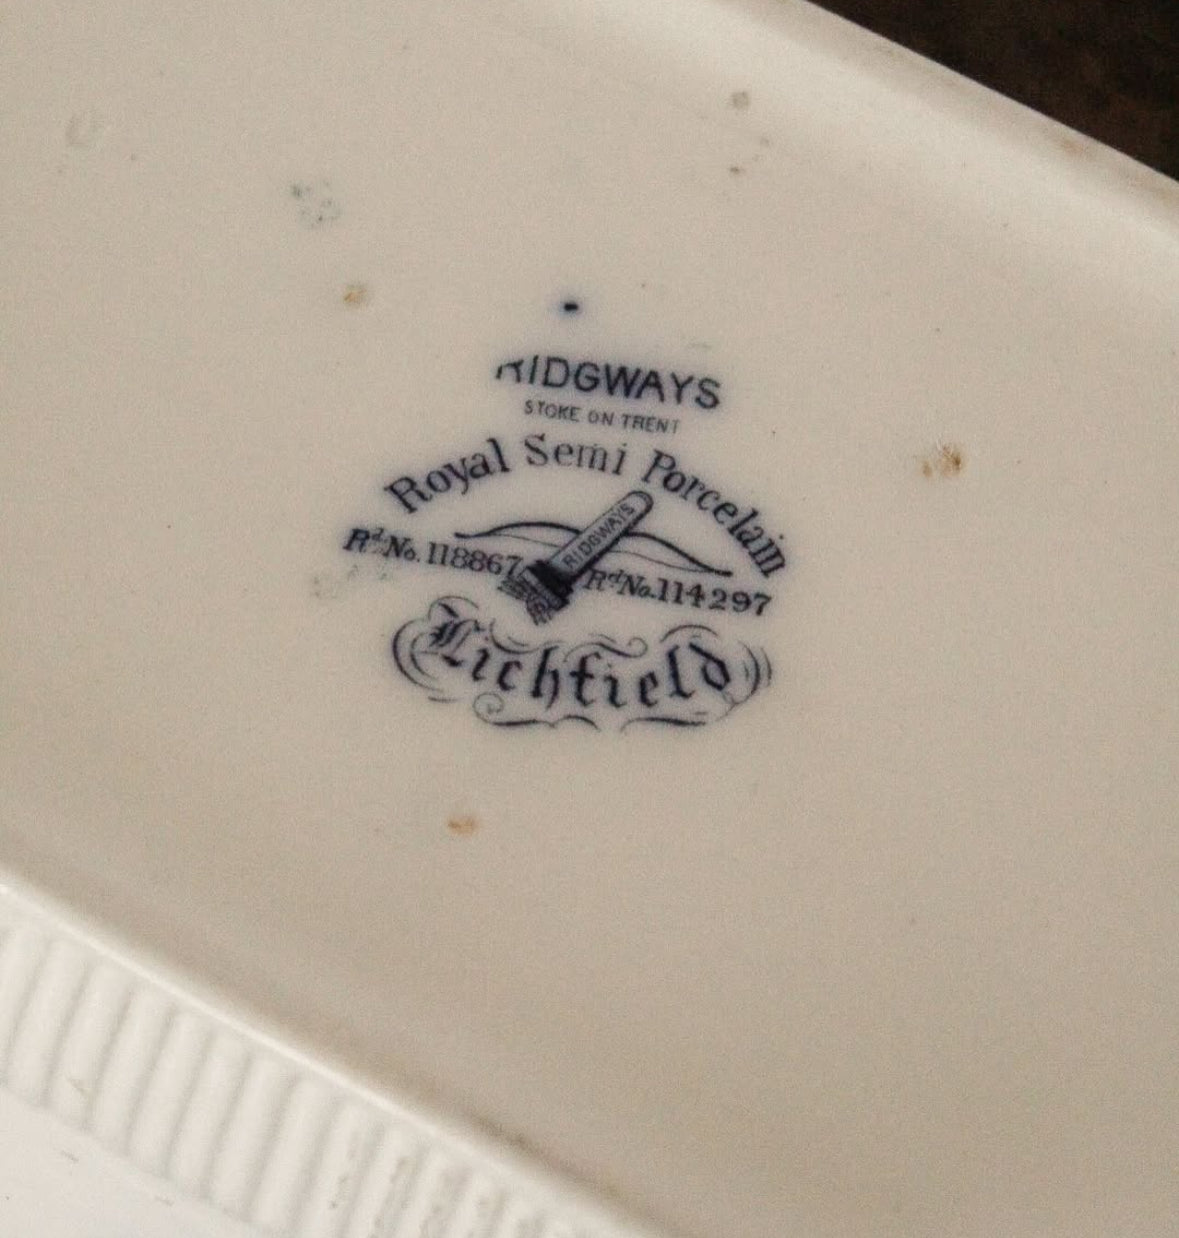 RIDGWAYS
STOKE ON TRENT
Royal Semi Porcelain
RIDGWAYS
Rd. No. 118867 Rd No. 114297
Lichfield